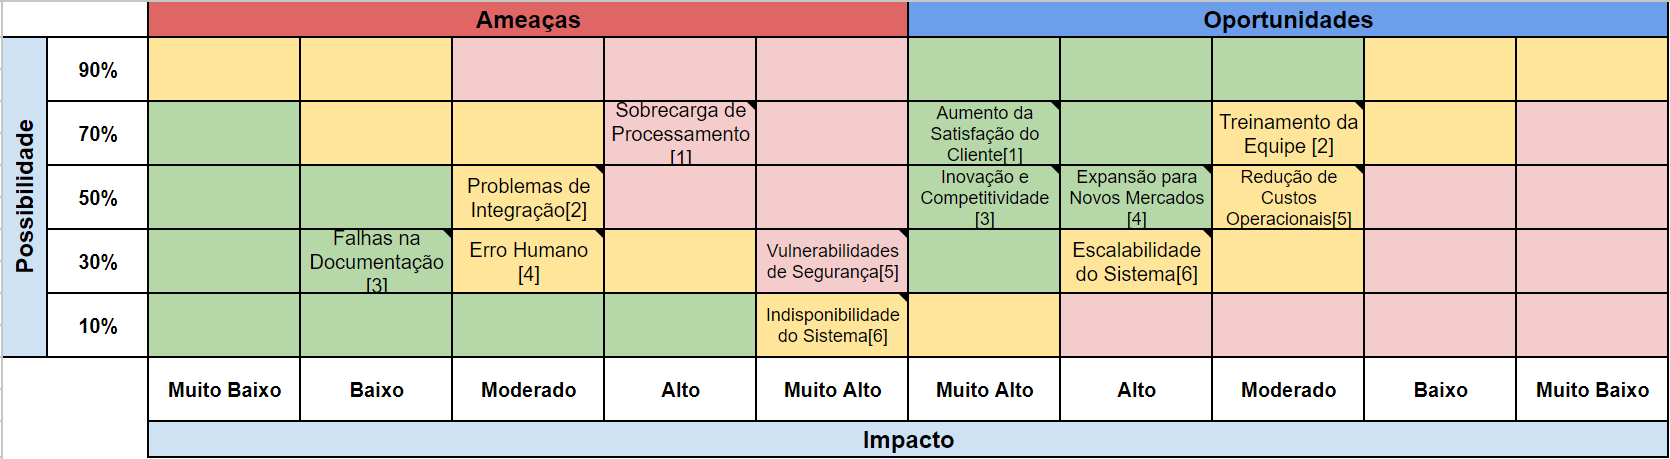 Ameaças
Oportunidades
Possibilidade
90%
70%
Sobrecarga de
Processamento
[1]
Aumento da
Satisfação do
Cliente[1]
Treinamento da
Equipe [2]
50%
Problemas de
Integração[2]
Inovação e
Competitividade
[3]
Expansão para
Novos Mercados
[4]
Redução de
Custos
Operacionais[5]
30%
Falhas na
Documentação
[3]
Erro Humano
[4]
Vulnerabilidades
de Segurança[5]
Escalabilidade
do Sistema[6]
10%
Indisponibilidade
do Sistema[6]
Muito Baixo
Baixo
Moderado
Alto
Muito Alto
Muito Alto
Alto
Moderado
Baixo
Muito Baixo
Impacto